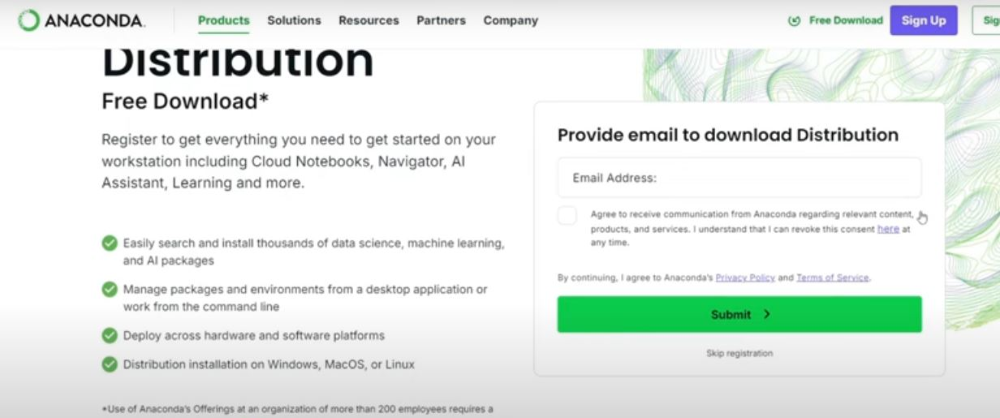 ANACONDA.
Products Solutions Resources Partners Company
Free Download
Sign Up
Distribution
Free Download*
Register to get everything you need to get started on your
workstation including Cloud Notebooks, Navigator, AI
Assistant, Learning and more.
Easily search and install thousands of data science, machine learning,
and AI packages
Manage packages and environments from a desktop application or
work from the command line
Deploy across hardware and software platforms
Distribution installation on Windows, MacOS, or Linux
*Use of Anaconda's Offerings at an organization of more than 200 employees requires a
Provide email to download Distribution
Email Address:
Agree to receive communication from Anaconda regarding relevant content,
products, and services. I understand that I can revoke this consent here at
any time.
By continuing, I agree to Anaconda's Privacy Policy and Terms of Service.
Submit
Skip registration